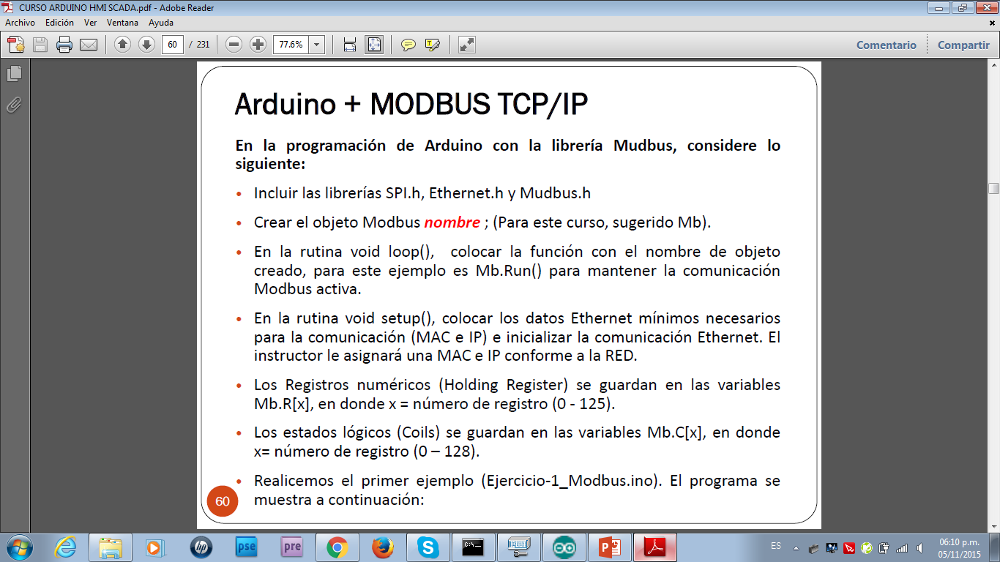 CURSO ARDUINO HMI SCADA.pdf - Adobe Reader
Archivo Edición Ver Ventana Ayuda
60 / 231 77.6% Comentario Compartir
Arduino + MODBUS TCP/IP
En la programación de Arduino con la librería Mudbus, considere lo
siguiente:
• Incluir las librerías SPI.h, Ethernet.h y Mudbus.h
• Crear el objeto Modbus nombre ; (Para este curso, sugerido Mb).
• En la rutina void loop(), colocar la función con el nombre de objeto
creado, para este ejemplo es Mb.Run() para mantener la comunicación
Modbus activa.
• En la rutina void setup(), colocar los datos Ethernet mínimos necesarios
para la comunicación (MAC e IP) e inicializar la comunicación Ethernet. El
instructor le asignará una MAC e IP conforme a la RED.
• Los Registros numéricos (Holding Register) se guardan en las variables
Mb.R[x], en donde x = número de registro (0 - 125).
• Los estados lógicos (Coils) se guardan en las variables Mb.C[x], en donde
x= número de registro (0 – 128).
• Realicemos el primer ejemplo (Ejercicio-1_Modbus.ino). El programa se
muestra a continuación:
60
hp pse pre ES 06:10 p.m.
05/11/2015